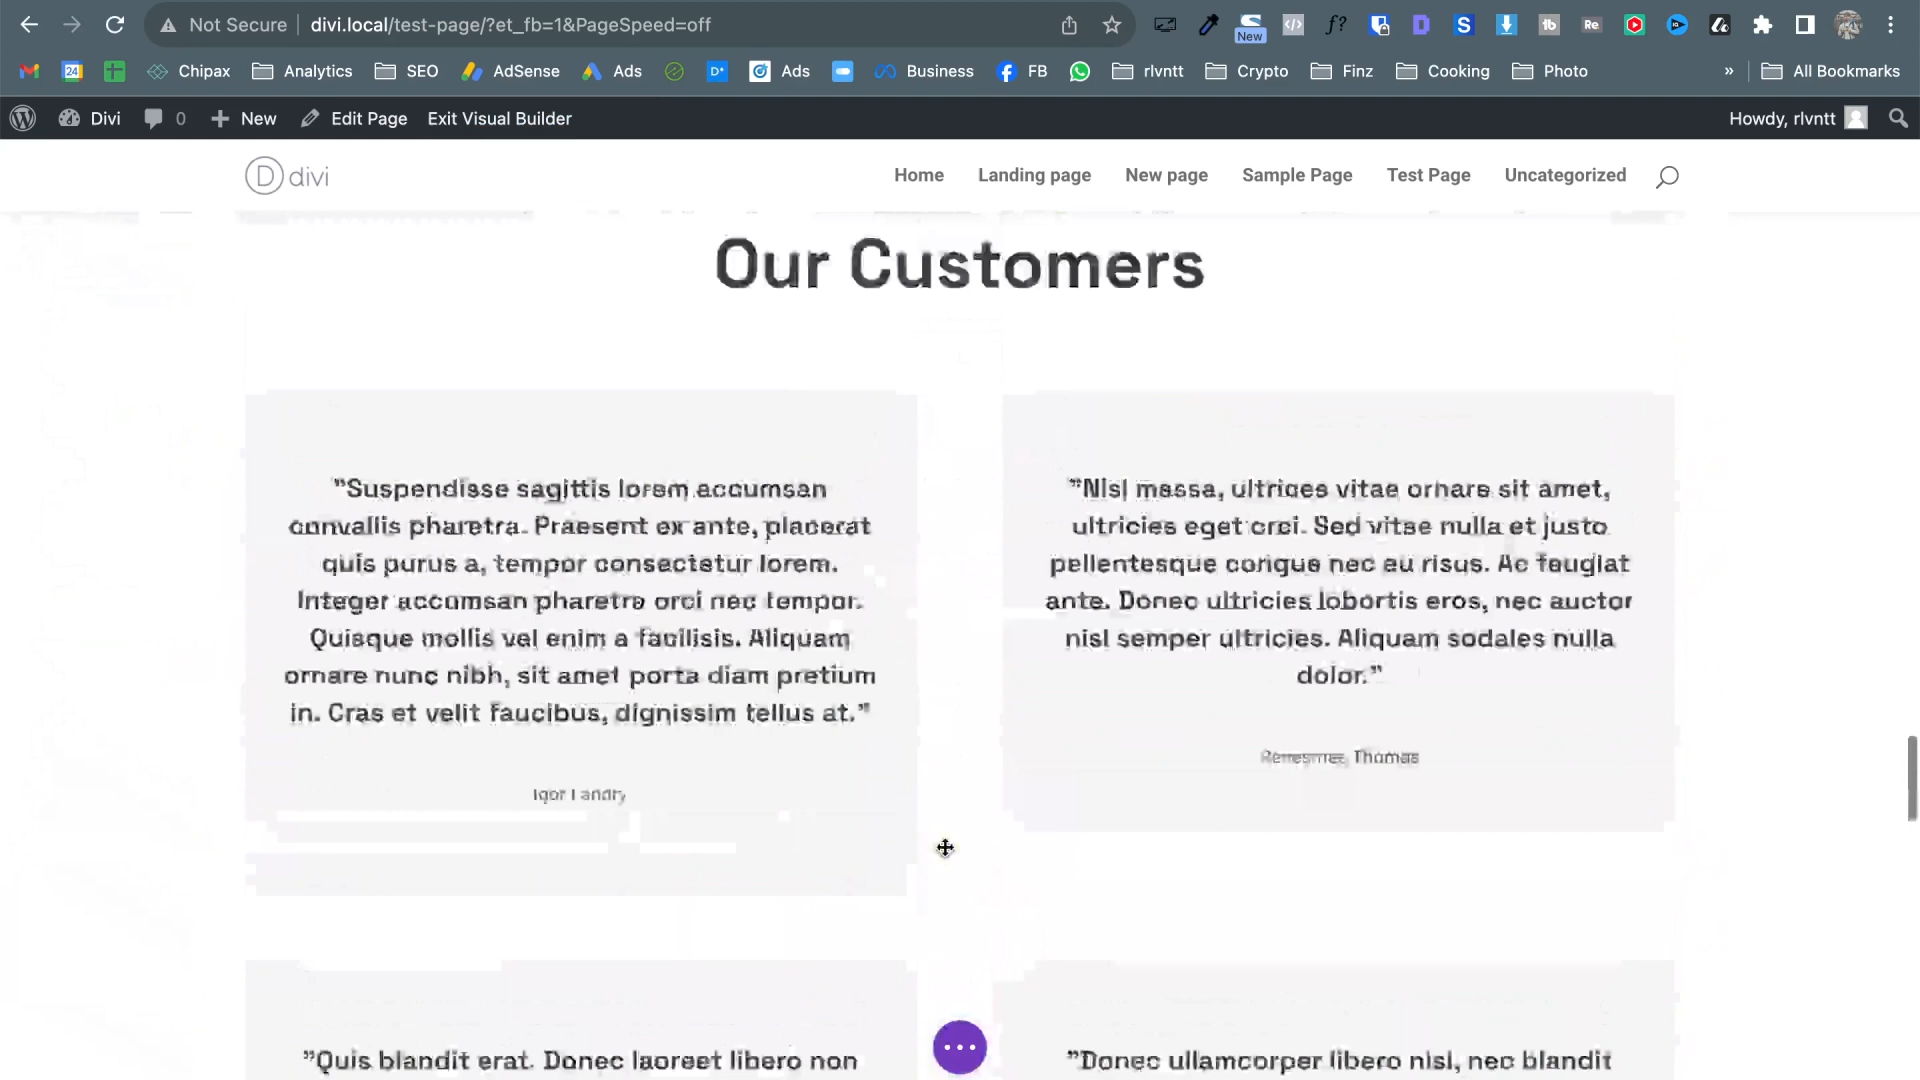 Not Secure divi.local/test-page/?et_fb=1&PageSpeed=off
New
24 Chipax Analytics SEO AdSense Ads Ads Business FB rlvntt Crypto Finz Cooking Photo » All Bookmarks
Divi 0 New Edit Page Exit Visual Builder Howdy, rlvntt
D divi Home Landing page New page Sample Page Test Page Uncategorized
Our Customers
"Suspendisse sagittis lorem accumsan
convallis pharetra. Praesent ex ante, placerat
quis purus a, tempor consectetur lorem.
Integer accumsan pharetra orci nec tempor.
Quisque mollis vel enim a facilisis. Aliquam
ornare nunc nibh, sit amet porta diam pretium
in. Cras et velit faucibus, dignissim tellus at."
Igor Landry
"Nisl massa, ultrices vitae ornare sit amet,
ultricies eget orci. Sed vitae nulla et justo
pellentesque congue nec eu risus. Ac feugiat
ante. Donec ultricies lobortis eros, nec auctor
nisl semper ultricies. Aliquam sodales nulla
dolor."
Thomas
"Quis blandit erat. Donec laoreet libero non
"Donec ullamcorper libero nisl, nec blandit